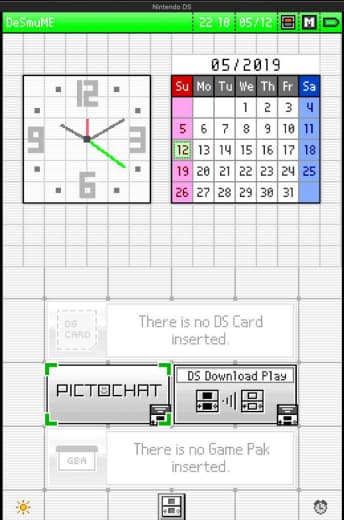 Nintendo DS
DeSmuME 22 10 05/12 M
05/2019
Su Mo Tu We Th Fr Sa
1 2 3 4
5 6 7 8 9 10 11
12 13 14 15 16 17 18
19 20 21 22 23 24 25
26 27 28 29 30 31
12
9 3
6
DS
CARD
There is no DS Card
inserted.
PICTOCHAT
DS Download Play
GBA
There is no Game Pak
inserted.